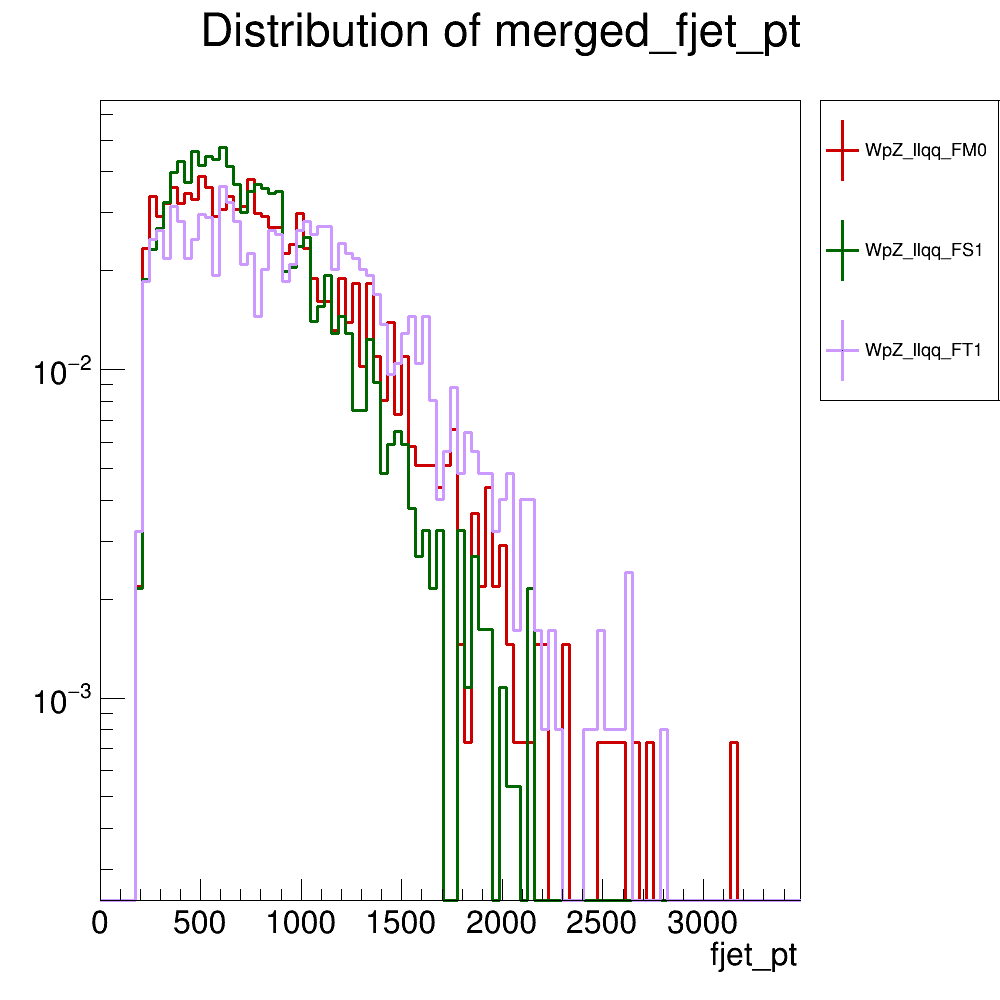 Distribution of merged_fjet_pt
WpZ_llqq_FM0
WpZ_llqq_FS1
WpZ_llqq_FT1
10⁻²
10⁻³
0 500 1000 1500 2000 2500 3000
fjet_pt